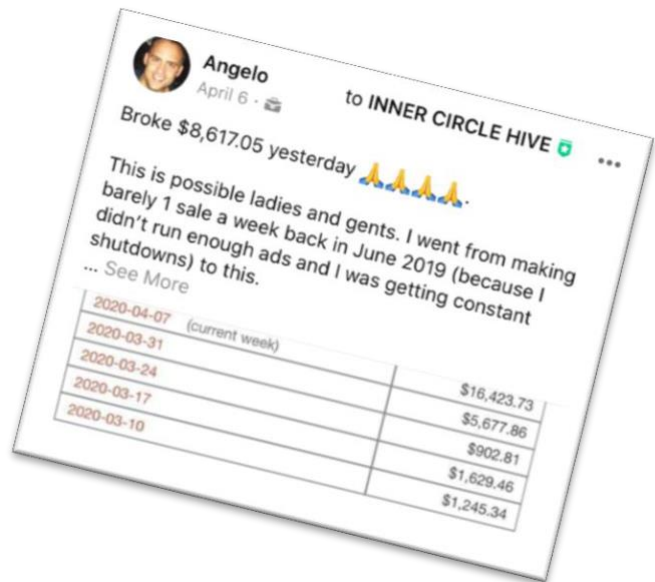 Angelo
to INNER CIRCLE HIVE
April 6 ·
Broke $8,617.05 yesterday 🙏🙏🙏🙏.
This is possible ladies and gents. I went from making
barely 1 sale a week back in June 2019 (because I
didn't run enough ads and I was getting constant
shutdowns) to this.
... See More
2020-04-07 (current week) $16,423.73
2020-03-31 $5,677.86
2020-03-24 $902.81
2020-03-17 $1,629.46
2020-03-10 $1,245.34